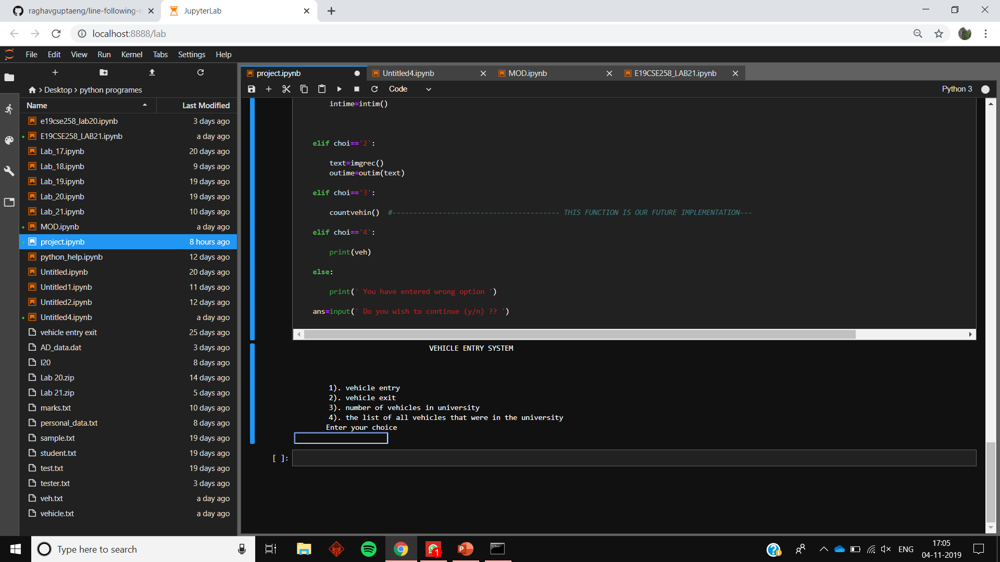 raghavguptaeng/line-following-r
JupyterLab
localhost:8888/lab
File Edit View Run Kernel Tabs Settings Help
project.ipynb
Untitled4.ipynb
MOD.ipynb
E19CSE258_LAB21.ipynb
Desktop > python programes
Code
Python 3
Name Last Modified
e19cse258_lab20.ipynb 3 days ago
E19CSE258_LAB21.ipynb a day ago
Lab_17.ipynb 20 days ago
Lab_18.ipynb 9 days ago
Lab_19.ipynb 19 days ago
Lab_20.ipynb 19 days ago
Lab_21.ipynb 10 days ago
MOD.ipynb a day ago
project.ipynb 8 hours ago
python_help.ipynb 12 days ago
Untitled.ipynb 20 days ago
Untitled1.ipynb 11 days ago
Untitled2.ipynb 12 days ago
Untitled4.ipynb a day ago
vehicle entry exit 25 days ago
AD_data.dat 3 days ago
I20 8 days ago
Lab 20.zip 14 days ago
Lab 21.zip 5 days ago
marks.txt 10 days ago
personal_data.txt 8 days ago
sample.txt 19 days ago
student.txt 19 days ago
test.txt 19 days ago
tester.txt 3 days ago
veh.txt a day ago
vehicle.txt a day ago
intime=intim()
elif choi=='2':
text=imgrec()
outime=outim(text)
elif choi=='3':
countvehin() #---------------------------------------- THIS FUNCTION IS OUR FUTURE IMPLEMENTATION---
elif choi=='4':
print(veh)
else:
print(' You have entered wrong option ')
ans=input(' Do you wish to continue (y/n) ?? ')
VEHICLE ENTRY SYSTEM
1). vehicle entry
2). vehicle exit
3). number of vehicles in university
4). the list of all vehicles that were in the university
Enter your choice
[ ]:
Type here to search
1
ENG
17:05
04-11-2019